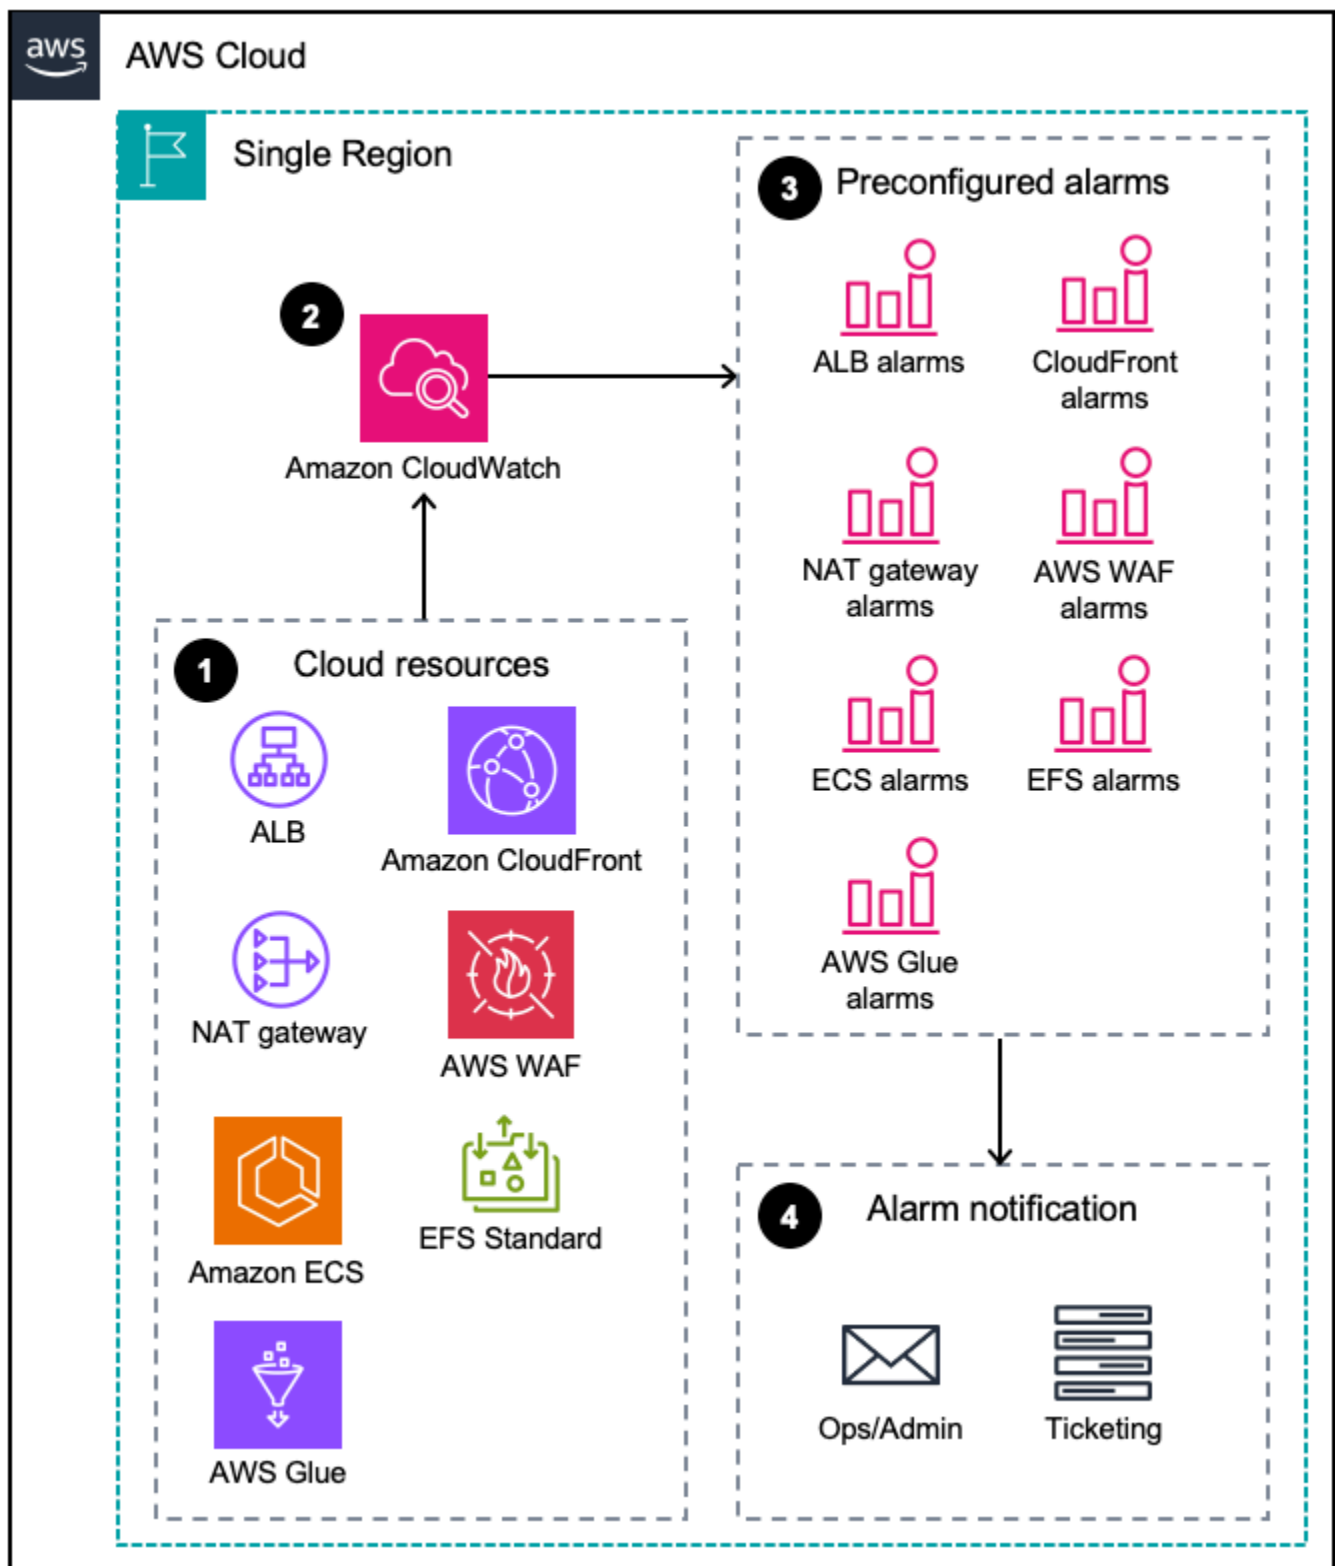 aws
AWS Cloud
Single Region
2
Amazon CloudWatch
1
Cloud resources
ALB
Amazon CloudFront
NAT gateway
AWS WAF
Amazon ECS
EFS Standard
AWS Glue
3
Preconfigured alarms
ALB alarms
CloudFront
alarms
NAT gateway
alarms
AWS WAF
alarms
ECS alarms
EFS alarms
AWS Glue
alarms
4
Alarm notification
Ops/Admin
Ticketing